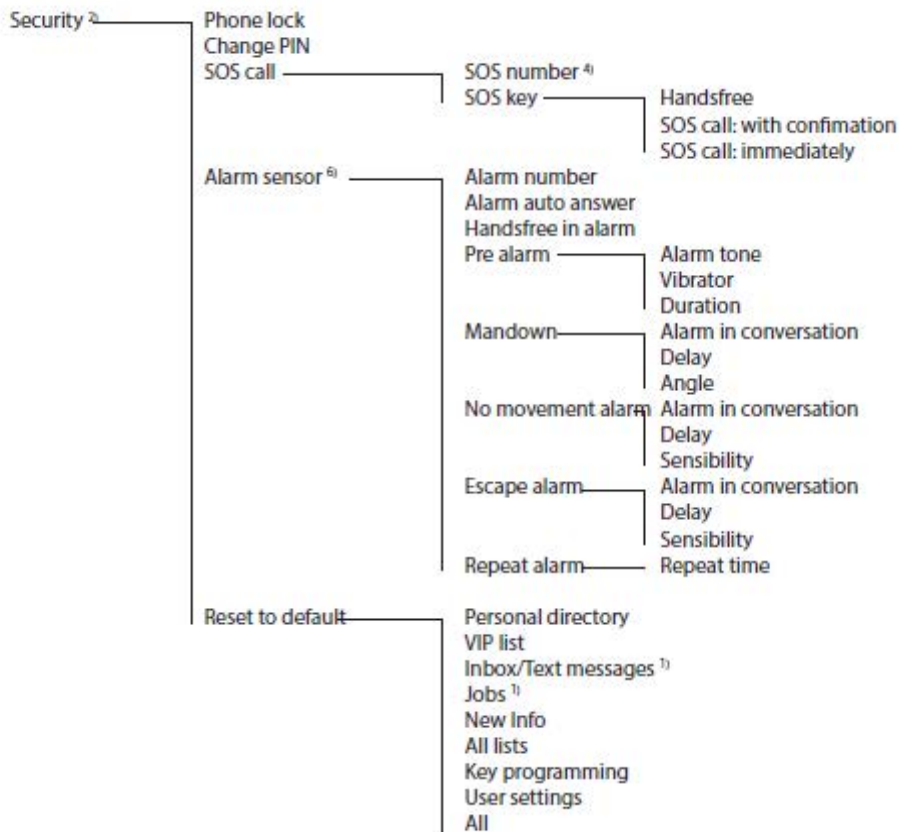 Security 2)
Phone lock
Change PIN
SOS call
SOS number 4)
SOS key
Handsfree
SOS call: with confimation
SOS call: immediately
Alarm sensor 6)
Alarm number
Alarm auto answer
Handsfree in alarm
Pre alarm
Alarm tone
Vibrator
Duration
Mandown
Alarm in conversation
Delay
Angle
No movement alarm
Alarm in conversation
Delay
Sensibility
Escape alarm
Alarm in conversation
Delay
Sensibility
Repeat alarm
Repeat time
Reset to default
Personal directory
VIP list
Inbox/Text messages 1)
Jobs 1)
New Info
All lists
Key programming
User settings
All